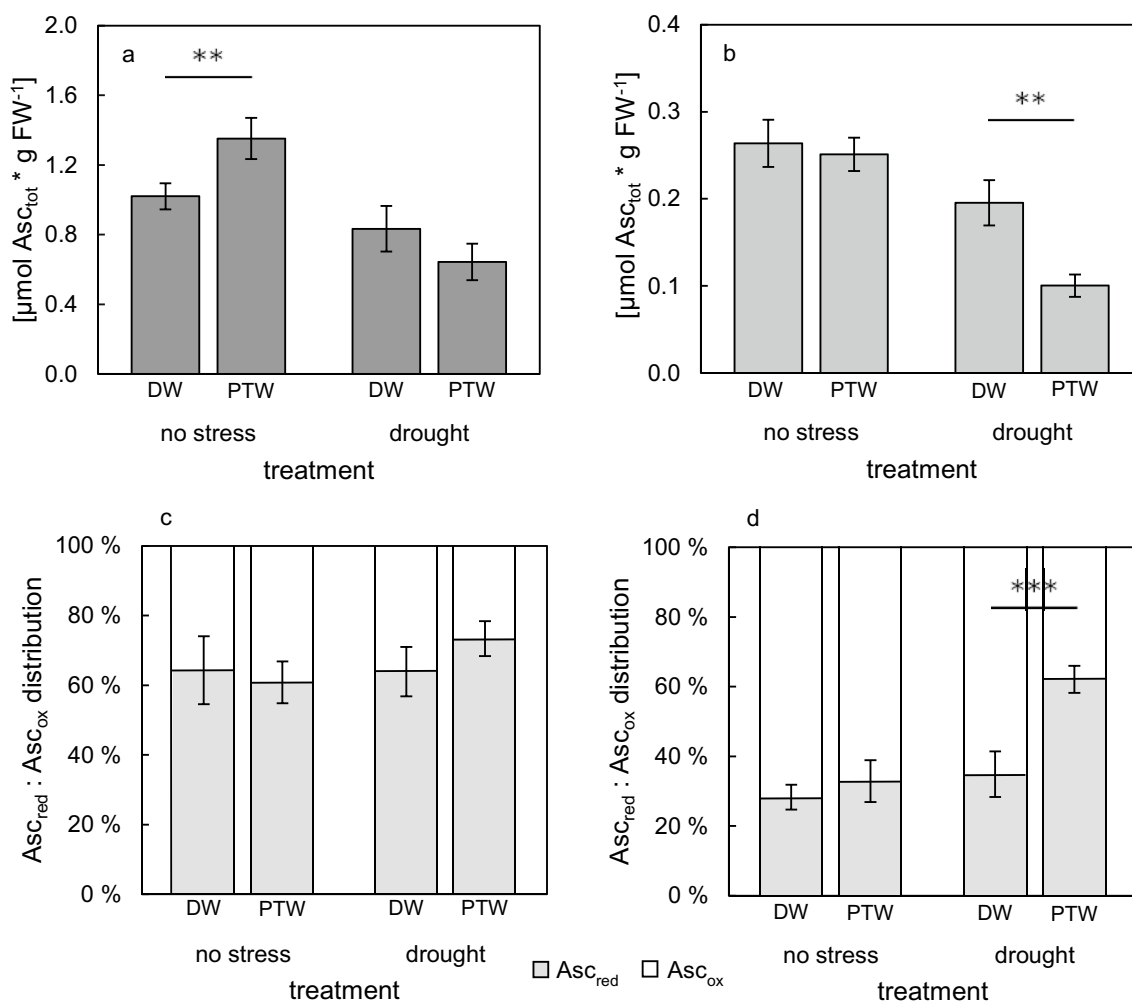 a
**
[µmol Asc_tot * g FW⁻¹]
2.0
1.6
1.2
0.8
0.4
0.0
DW PTW DW PTW
no stress drought
treatment
b
**
[µmol Asc_tot * g FW⁻¹]
0.4
0.3
0.2
0.1
0.0
DW PTW DW PTW
no stress drought
treatment
c
Asc_red : Asc_ox distribution
100 %
80 %
60 %
40 %
20 %
0 %
DW PTW DW PTW
no stress drought
treatment
d
***
Asc_red : Asc_ox distribution
100 %
80 %
60 %
40 %
20 %
0 %
DW PTW DW PTW
no stress drought
treatment
Asc_red Asc_ox